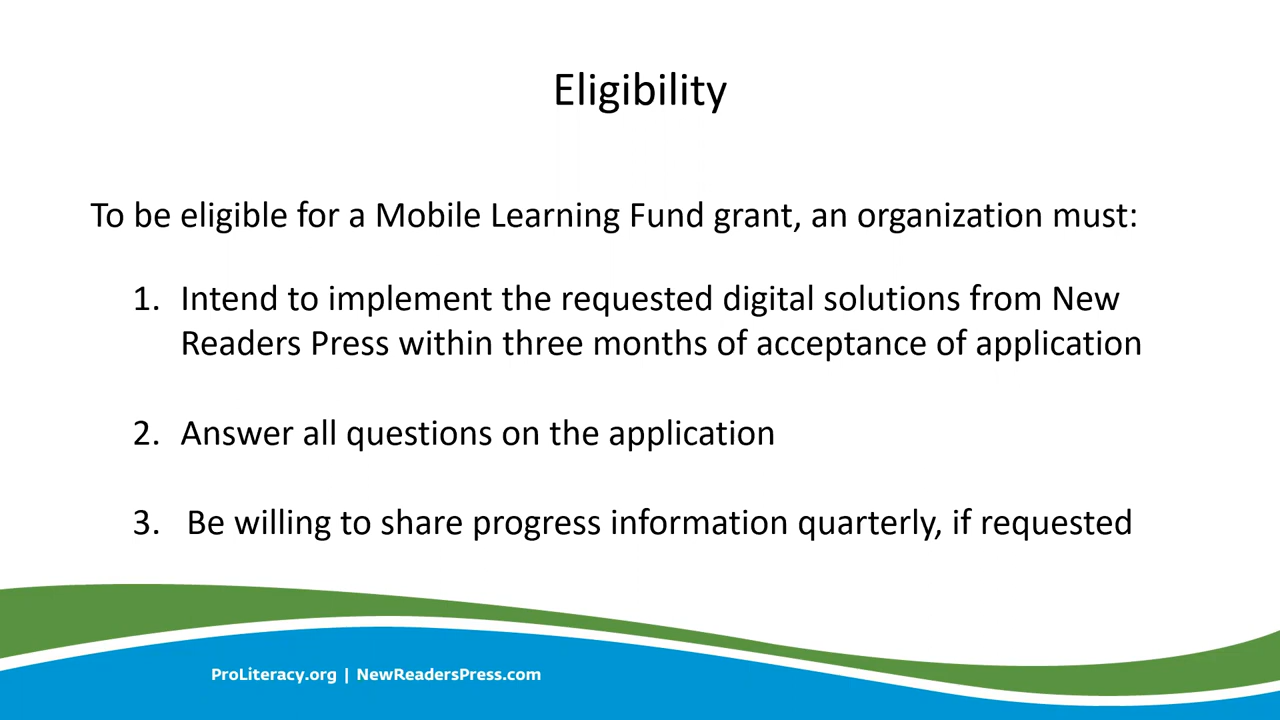 Eligibility
To be eligible for a Mobile Learning Fund grant, an organization must:
1. Intend to implement the requested digital solutions from New
Readers Press within three months of acceptance of application
2. Answer all questions on the application
3. Be willing to share progress information quarterly, if requested
ProLiteracy.org | NewReadersPress.com